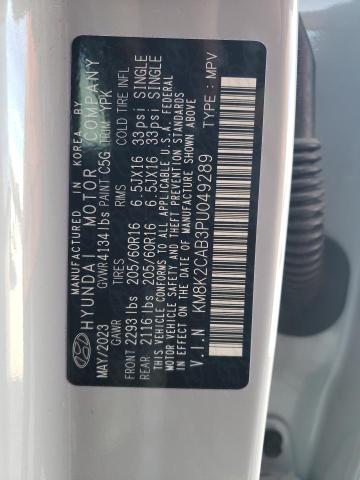 MANUFACTURED IN KOREA BY
HYUNDAI MOTOR COMPANY
MAY/2023 GVWR 4134 lbs PAINT C5G TRIM YPK
GAWR TIRES RIMS COLD TIRE INFL
FRONT 2293 lbs 205/60R16 6.5JX16 33 psi SINGLE
REAR 2116 lbs 205/60R16 6.5JX16 33 psi SINGLE
THIS VEHICLE CONFORMS TO ALL APPLICABLE U.S.A. FEDERAL
MOTOR VEHICLE SAFETY, BUMPER, AND THEFT PREVENTION STANDARDS IN
EFFECT ON THE DATE OF MANUFACTURE SHOWN ABOVE.
V.I.N KM8K2CAB3PU049289 TYPE : MPV